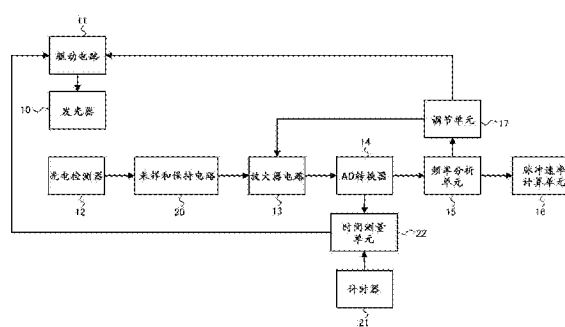 11
驱动电路
10
发光器
调节单元
17
14
光电检测器
采样和保持电路
放大器电路
AD转换器
频率分析
单元
脉冲速率
计算单元
12
20
13
15
16
时间测量
单元
22
计时器
21